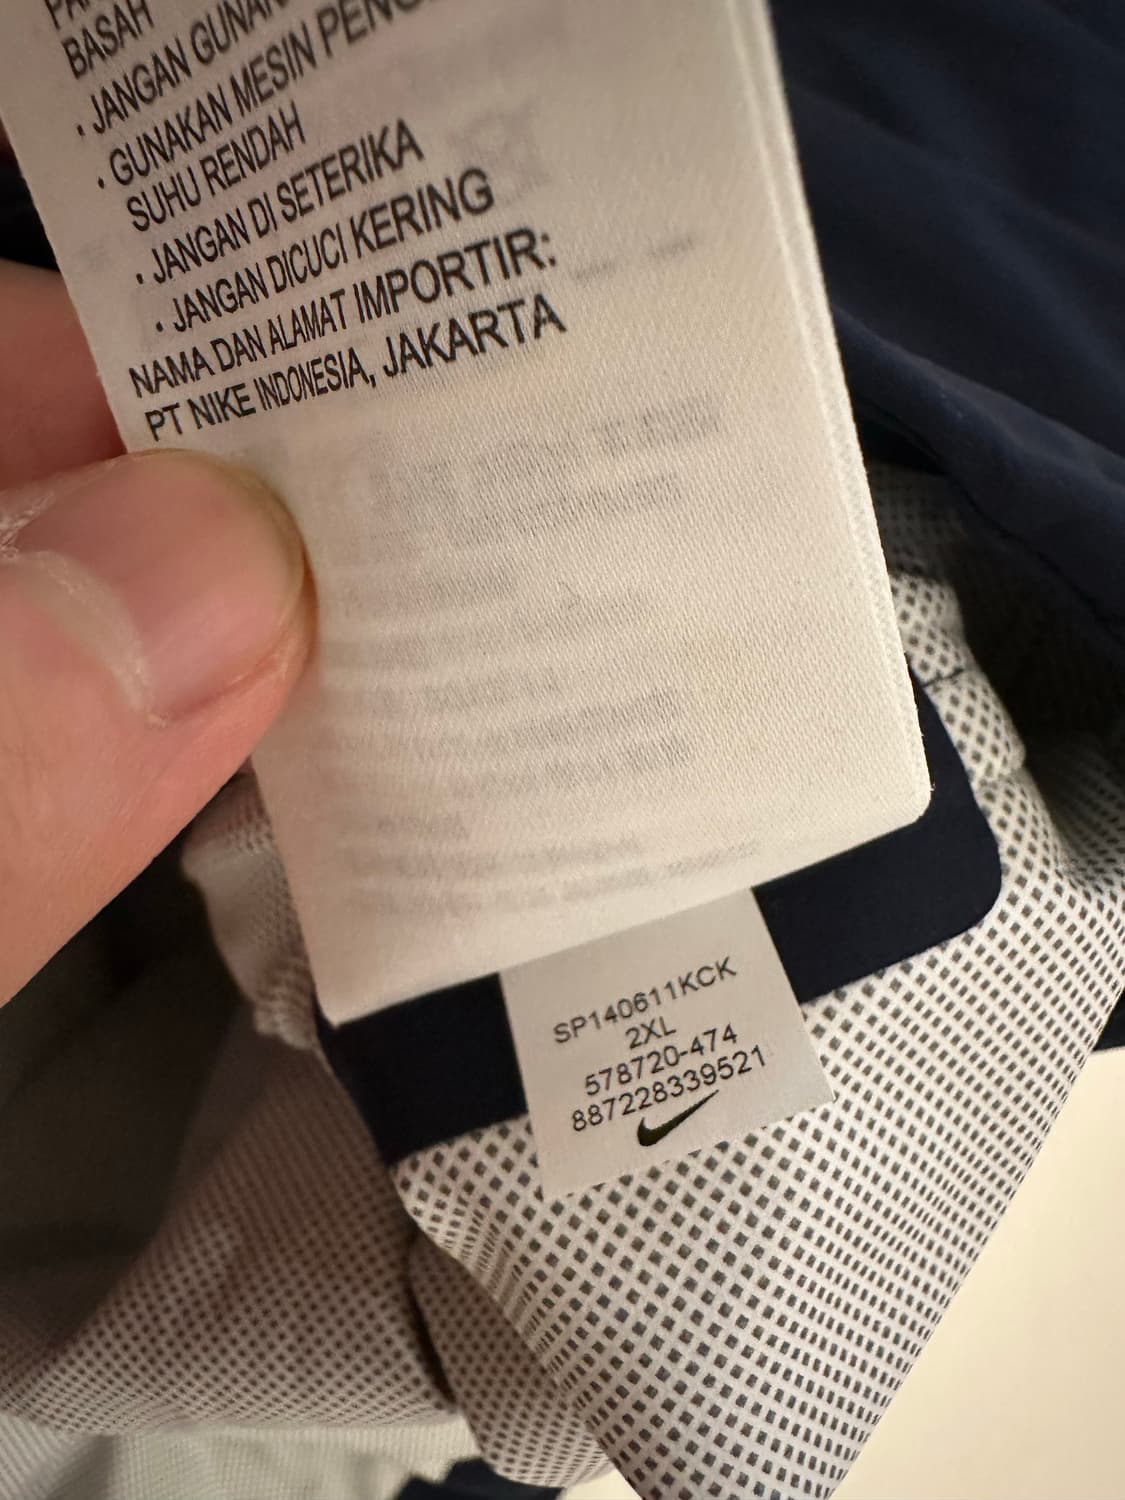 BASAH
• JANGAN
• GUNAKAN MESIN
SUHU RENDAH
• JANGAN DI SETERIKA
• JANGAN DICUCI KERING
NAMA DAN ALAMAT IMPORTIR:
PT NIKE INDONESIA, JAKARTA
SP140611KCK
2XL
578720-474
887228339521